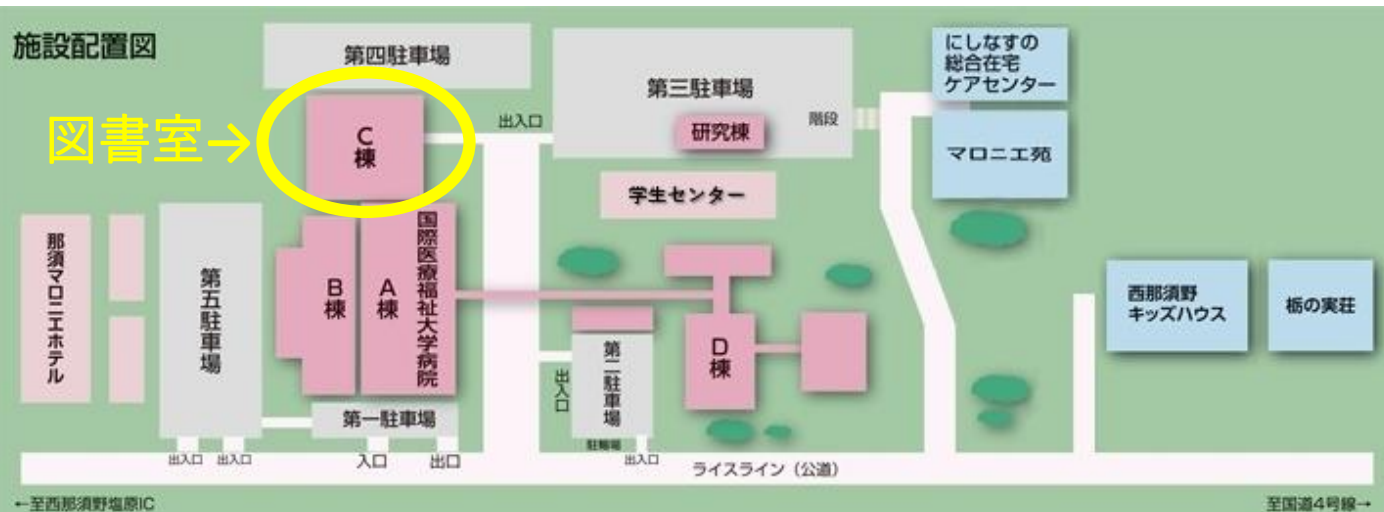 施設配置図
第四駐車場
第三駐車場
研究棟
階段
にしなすの
総合在宅
ケアセンター
マロニエ苑
図書室→
C棟
出入口
学生センター
那須マロニエホテル
第五駐車場
B棟
A棟
国際医療福祉大学病院
D棟
第二駐車場
出入口
駐輪場
出入口
西那須野
キッズハウス
栃の実荘
第一駐車場
出入口
出入口
入口
出口
ライスライン（公道）
←至西那須野塩原IC
至国道4号線→